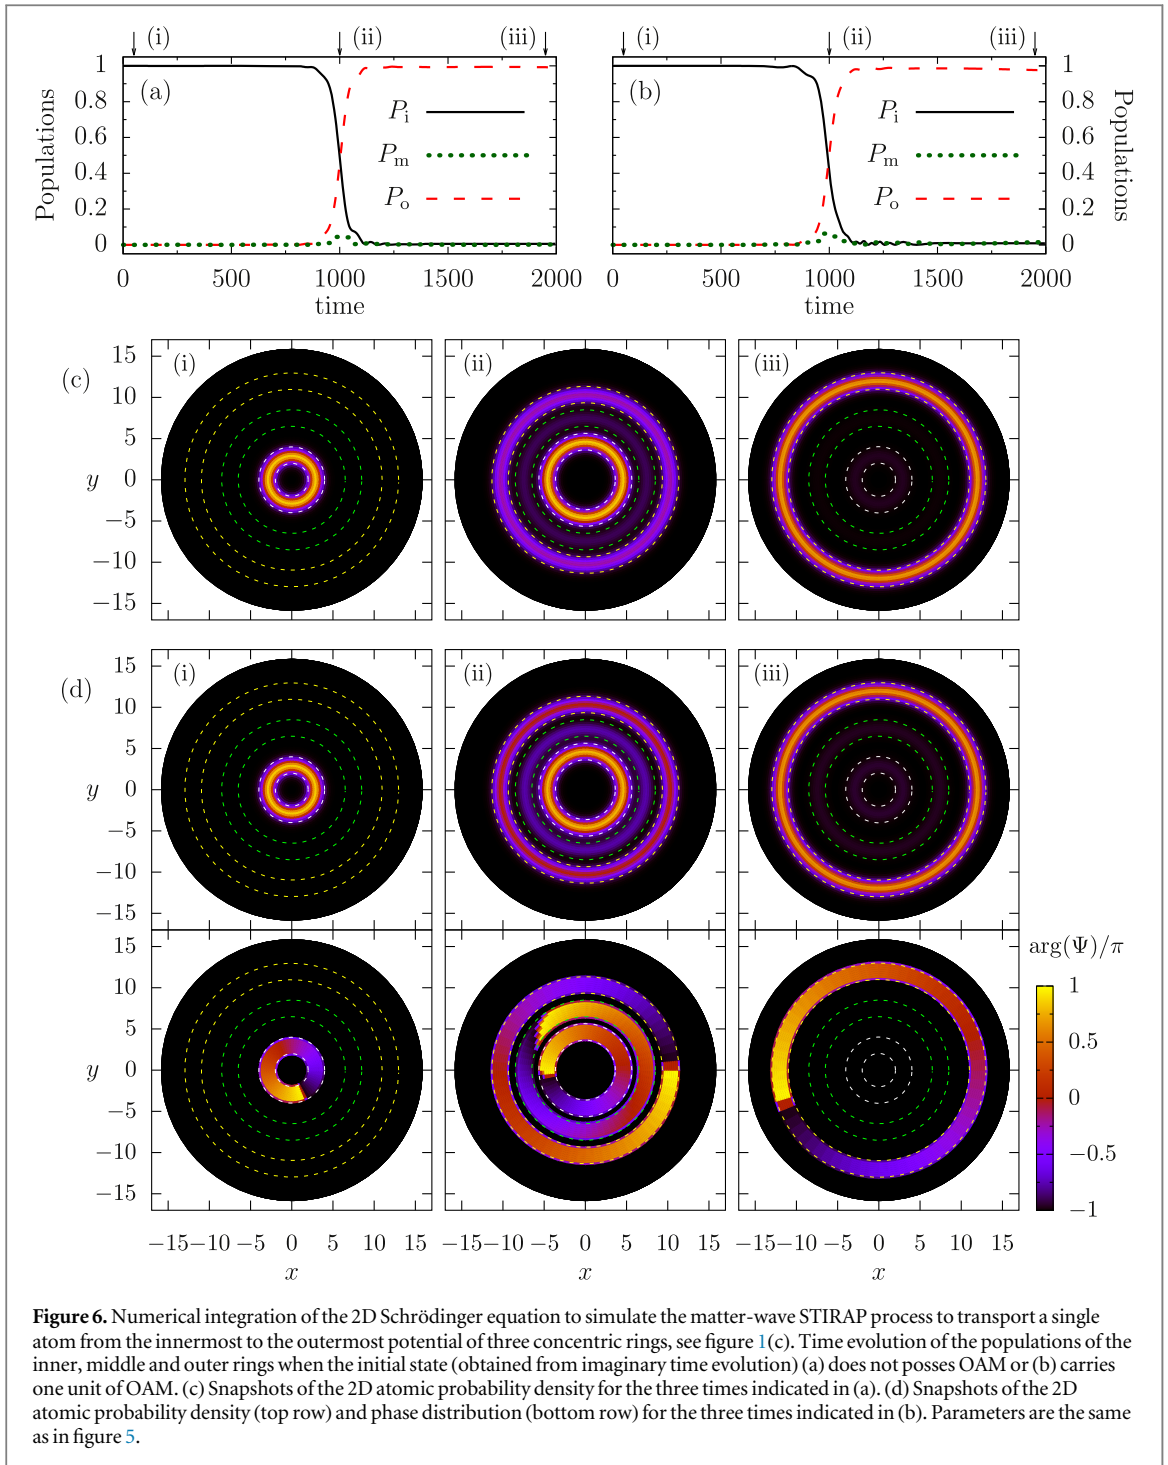 (i) (ii) (iii) (i) (ii) (iii)
1 (a) (b) 1
0.8 0.8
0.6 0.6
0.4 0.4
0.2 0.2
0 0
Populations
Populations
P_i P_i
P_m P_m
P_o P_o
0 500 1000 1500 2000 0 500 1000 1500 2000
time time
(c)
(i) (ii) (iii)
15
10
5
y 0 y y
−5
−10
−15
(d)
(i) (ii) (iii)
15
10
5
y 0 y y
−5
−10
−15
15
10
5
y 0 y y
−5
−10
−15
arg(Ψ)/π
1
0.5
0
−0.5
−1
−15 −10 −5 0 5 10 15 −15 −10 −5 0 5 10 15 −15 −10 −5 0 5 10 15
x x x
Figure 6. Numerical integration of the 2D Schrödinger equation to simulate the matter-wave STIRAP process to transport a single
atom from the innermost to the outermost potential of three concentric rings, see figure 1(c). Time evolution of the populations of the
inner, middle and outer rings when the initial state (obtained from imaginary time evolution) (a) does not posses OAM or (b) carries
one unit of OAM. (c) Snapshots of the 2D atomic probability density for the three times indicated in (a). (d) Snapshots of the 2D
atomic probability density (top row) and phase distribution (bottom row) for the three times indicated in (b). Parameters are the same
as in figure 5.